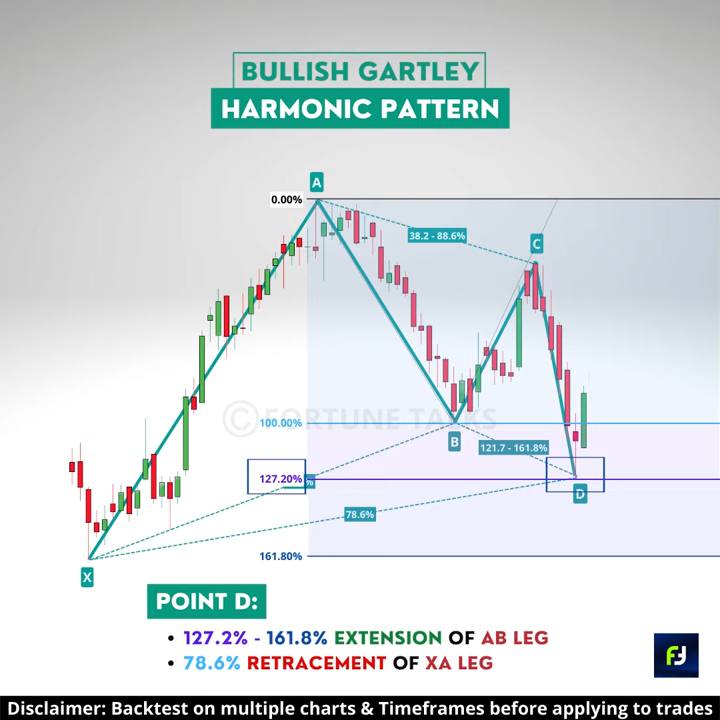 BULLISH GARTLEY
HARMONIC PATTERN
A
0.00%
38.2 - 88.6%
C
© FORTUNE TALKS
100.00%
B
121.7 - 161.8%
127.20%
%
D
78.6%
161.80%
X
POINT D:
• 127.2% - 161.8% EXTENSION OF AB LEG
• 78.6% RETRACEMENT OF XA LEG
Disclaimer: Backtest on multiple charts & Timeframes before applying to trades